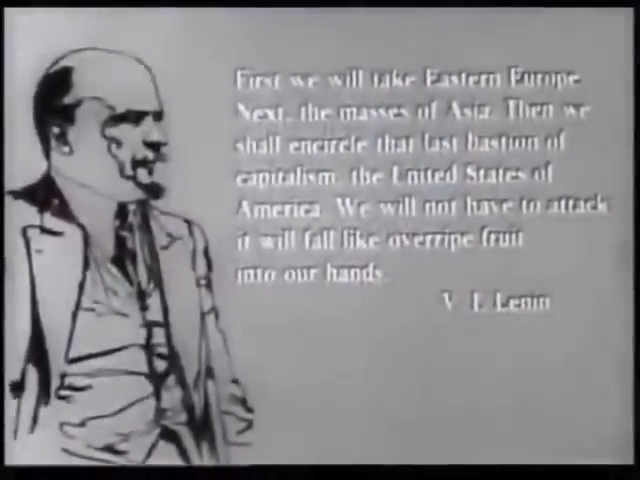 First we will take Eastern Europe
Next, the masses of Asia. Then we
shall encircle that last bastion of
capitalism, the United States of
America. We will not have to attack
it will fall like overripe fruit
into our hands.
V. I. Lenin